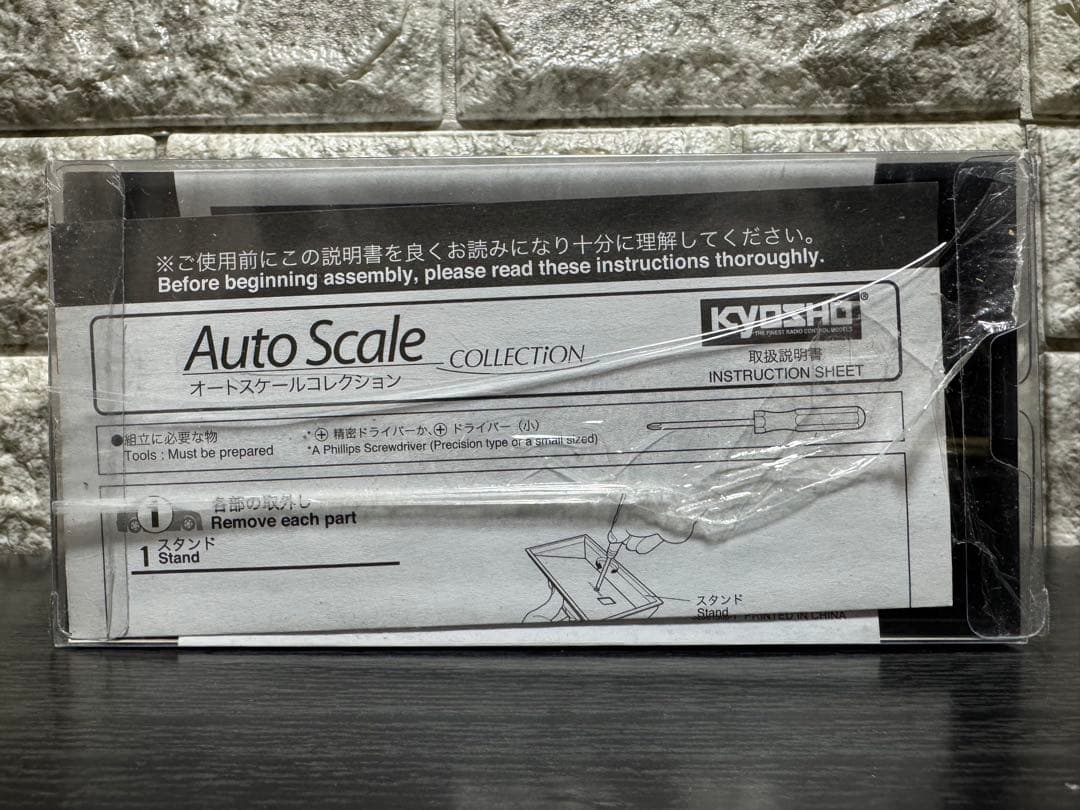 ※ご使用前にこの説明書を良くお読みになり十分に理解してください。
Before beginning assembly, please read these instructions thoroughly.
Auto Scale COLLECTiON
オートスケールコレクション
KYOSHO®
THE FINEST RADIO CONTROL MODELS
取扱説明書
INSTRUCTION SHEET
●組立に必要な物
Tools : Must be prepared
*⊕ 精密ドライバーか、⊕ ドライバー（小）
*A Phillips Screwdriver (Precision type or a small sized)
1 各部の取外し
Remove each part
1 スタンド
Stand
スタンド
Stand
PRINTED IN CHINA